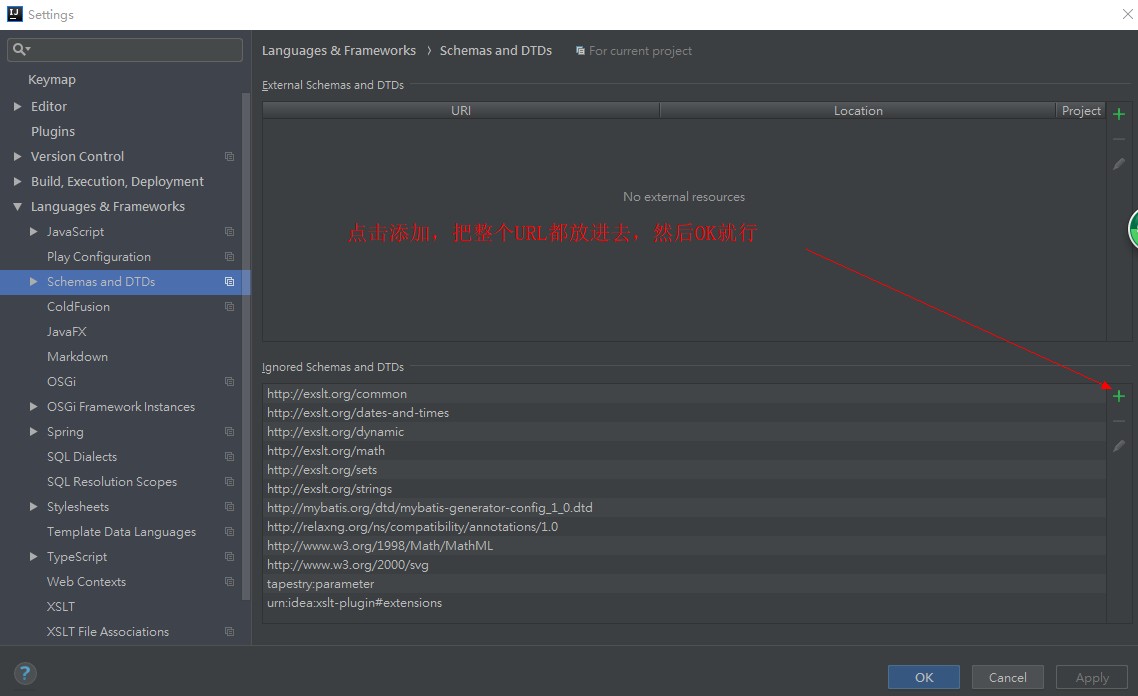 Settings
Keymap
Editor
Plugins
Version Control
Build, Execution, Deployment
Languages & Frameworks
JavaScript
Play Configuration
Schemas and DTDs
ColdFusion
JavaFX
Markdown
OSGi
OSGi Framework Instances
Spring
SQL Dialects
SQL Resolution Scopes
Stylesheets
Template Data Languages
TypeScript
Web Contexts
XSLT
XSLT File Associations
Languages & Frameworks › Schemas and DTDs For current project
External Schemas and DTDs
URI Location Project
No external resources
点击添加，把整个URL都放进去，然后OK就行
Ignored Schemas and DTDs
http://exslt.org/common
http://exslt.org/dates-and-times
http://exslt.org/dynamic
http://exslt.org/math
http://exslt.org/sets
http://exslt.org/strings
http://mybatis.org/dtd/mybatis-generator-config_1_0.dtd
http://relaxng.org/ns/compatibility/annotations/1.0
http://www.w3.org/1998/Math/MathML
http://www.w3.org/2000/svg
tapestry:parameter
urn:idea:xslt-plugin#extensions
? OK Cancel Apply